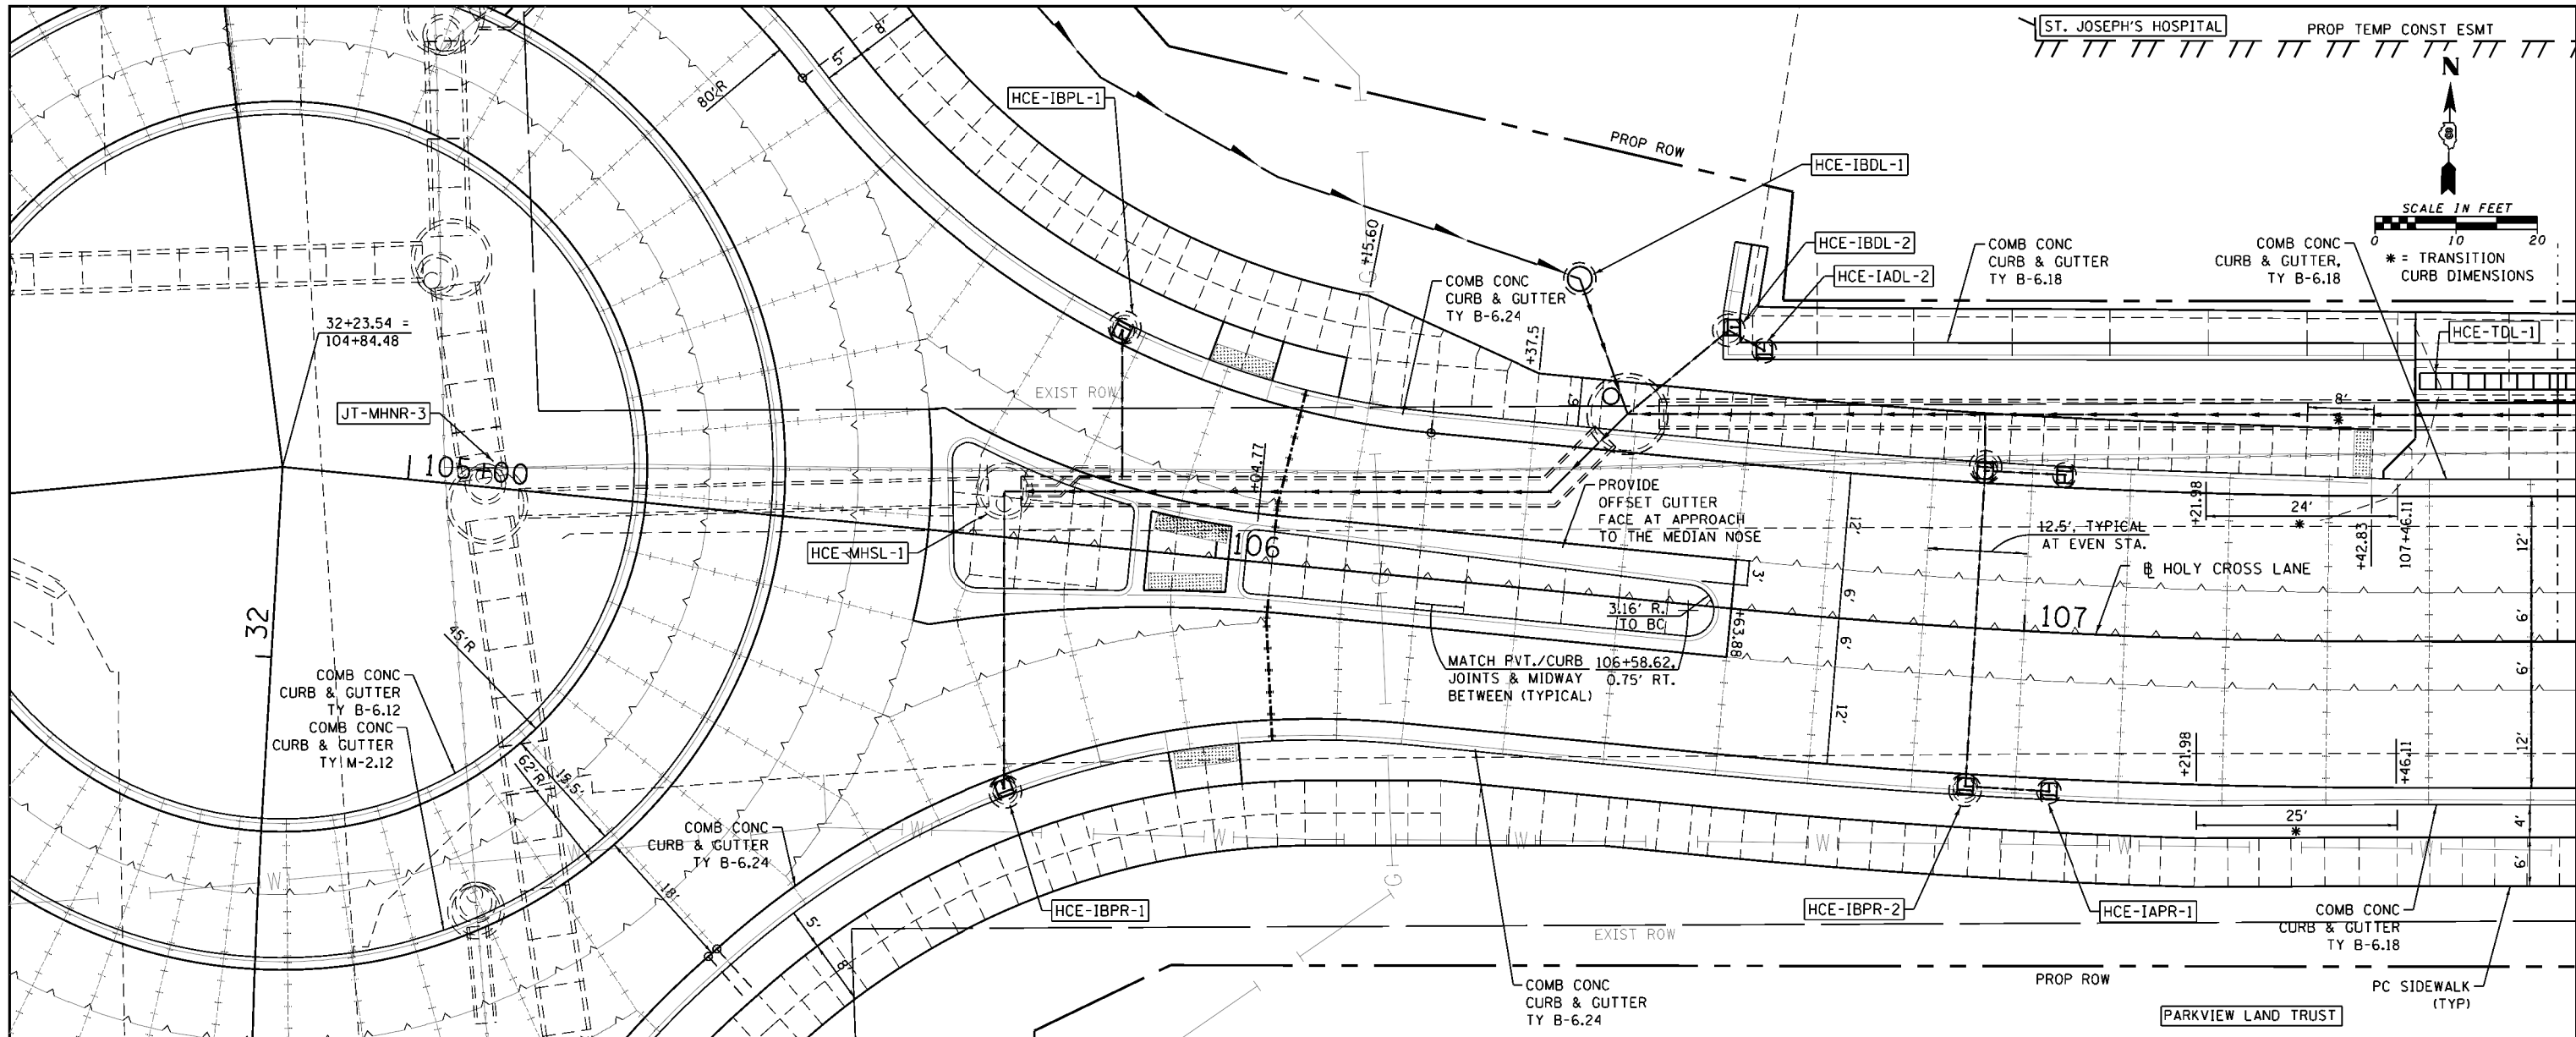 ST. JOSEPH'S HOSPITAL
PROP TEMP CONST ESMT
N
SCALE IN FEET
0 10 20
* = TRANSITION
CURB DIMENSIONS
5'
8'
80'R
HCE-IBPL-1
PROP ROW
HCE-IBDL-1
HCE-IBDL-2
HCE-IADL-2
COMB CONC
CURB & GUTTER
TY B-6.18
COMB CONC
CURB & GUTTER,
TY B-6.18
HCE-TDL-1
+15.60
G
COMB CONC
CURB & GUTTER
TY B-6.24
+37.5
32+23.54 =
104+84.48
EXIST ROW
JT-MHNR-3
105+00
6'
8'
*
+04.77
HCE-MHSL-1
106
PROVIDE
OFFSET GUTTER
FACE AT APPROACH
TO THE MEDIAN NOSE
12'
12.5', TYPICAL
AT EVEN STA.
+21.98
24'
*
+42.83
107+46.11
12'
3'
6'
HOLY CROSS LANE
3.16' R.
TO BC
+63.88
107
6'
32
45'R
MATCH PVT./CURB
JOINTS & MIDWAY
BETWEEN (TYPICAL)
106+58.62,
0.75' RT.
6'
6'
12'
12'
COMB CONC
CURB & GUTTER
TY B-6.12
COMB CONC
CURB & GUTTER
TY M-2.12
62'R
15.5'
18'
+21.98
+46.11
25'
*
4'
6'
COMB CONC
CURB & GUTTER
TY B-6.24
W
W
W
W
W
W
W
G
5'
8'
HCE-IBPR-1
HCE-IBPR-2
HCE-IAPR-1
COMB CONC
CURB & GUTTER
TY B-6.18
EXIST ROW
PROP ROW
COMB CONC
CURB & GUTTER
TY B-6.24
PC SIDEWALK
(TYP)
PARKVIEW LAND TRUST